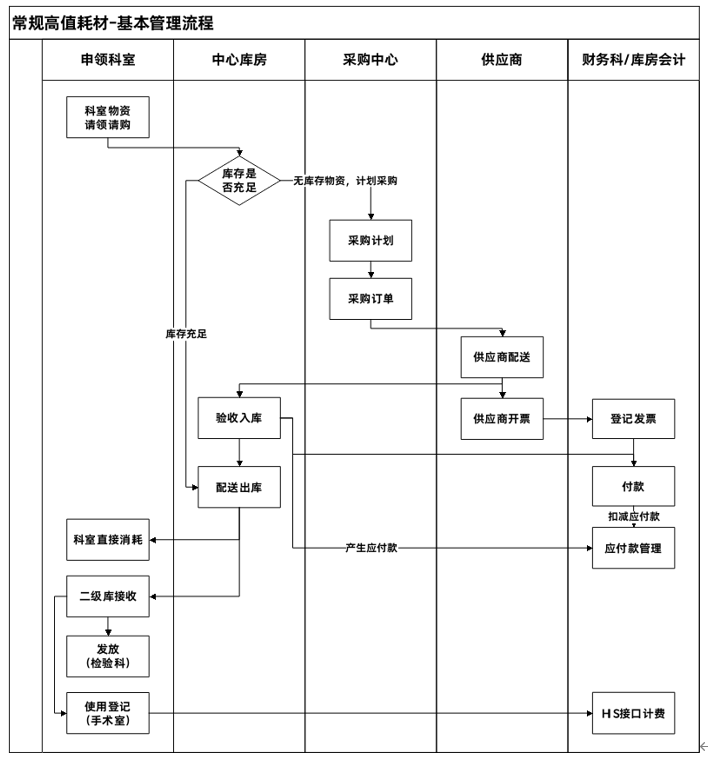 常规高值耗材-基本管理流程
申领科室
中心库房
采购中心
供应商
财务科/库房会计
科室物资
请领请购
库存是
否充足
无库存物资，计划采购
采购计划
采购订单
库存充足
供应商配送
验收入库
供应商开票
登记发票
配送出库
付款
扣减应付款
科室直接消耗
产生应付款
应付款管理
二级库接收
发放
（检验科）
使用登记
（手术室）
HIS接口计费